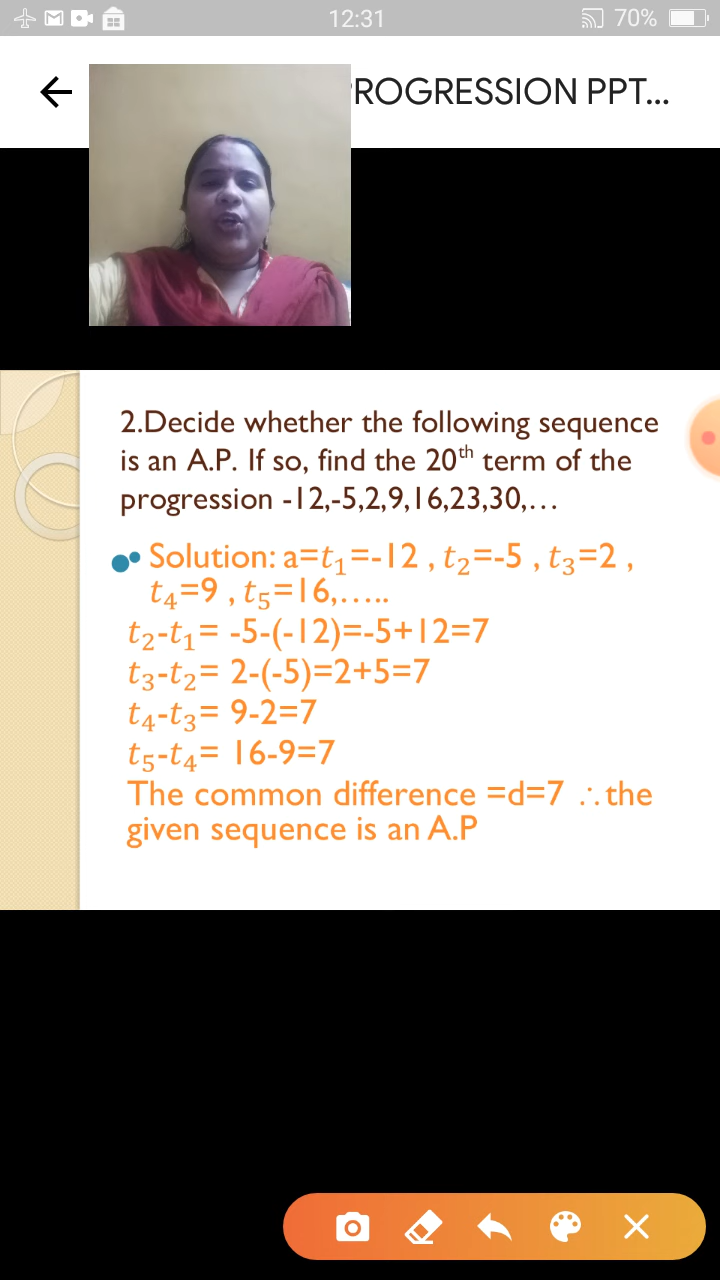 12:31
70%
ROGRESSION PPT...
2.Decide whether the following sequence
is an A.P. If so, find the 20th term of the
progression -12,-5,2,9,16,23,30,...
Solution: a=t₁=-12 , t₂=-5 , t₃=2 ,
t₄=9 , t₅=16,.....
t₂-t₁= -5-(-12)=-5+12=7
t₃-t₂= 2-(-5)=2+5=7
t₄-t₃= 9-2=7
t₅-t₄= 16-9=7
The common difference =d=7 ∴ the
given sequence is an A.P